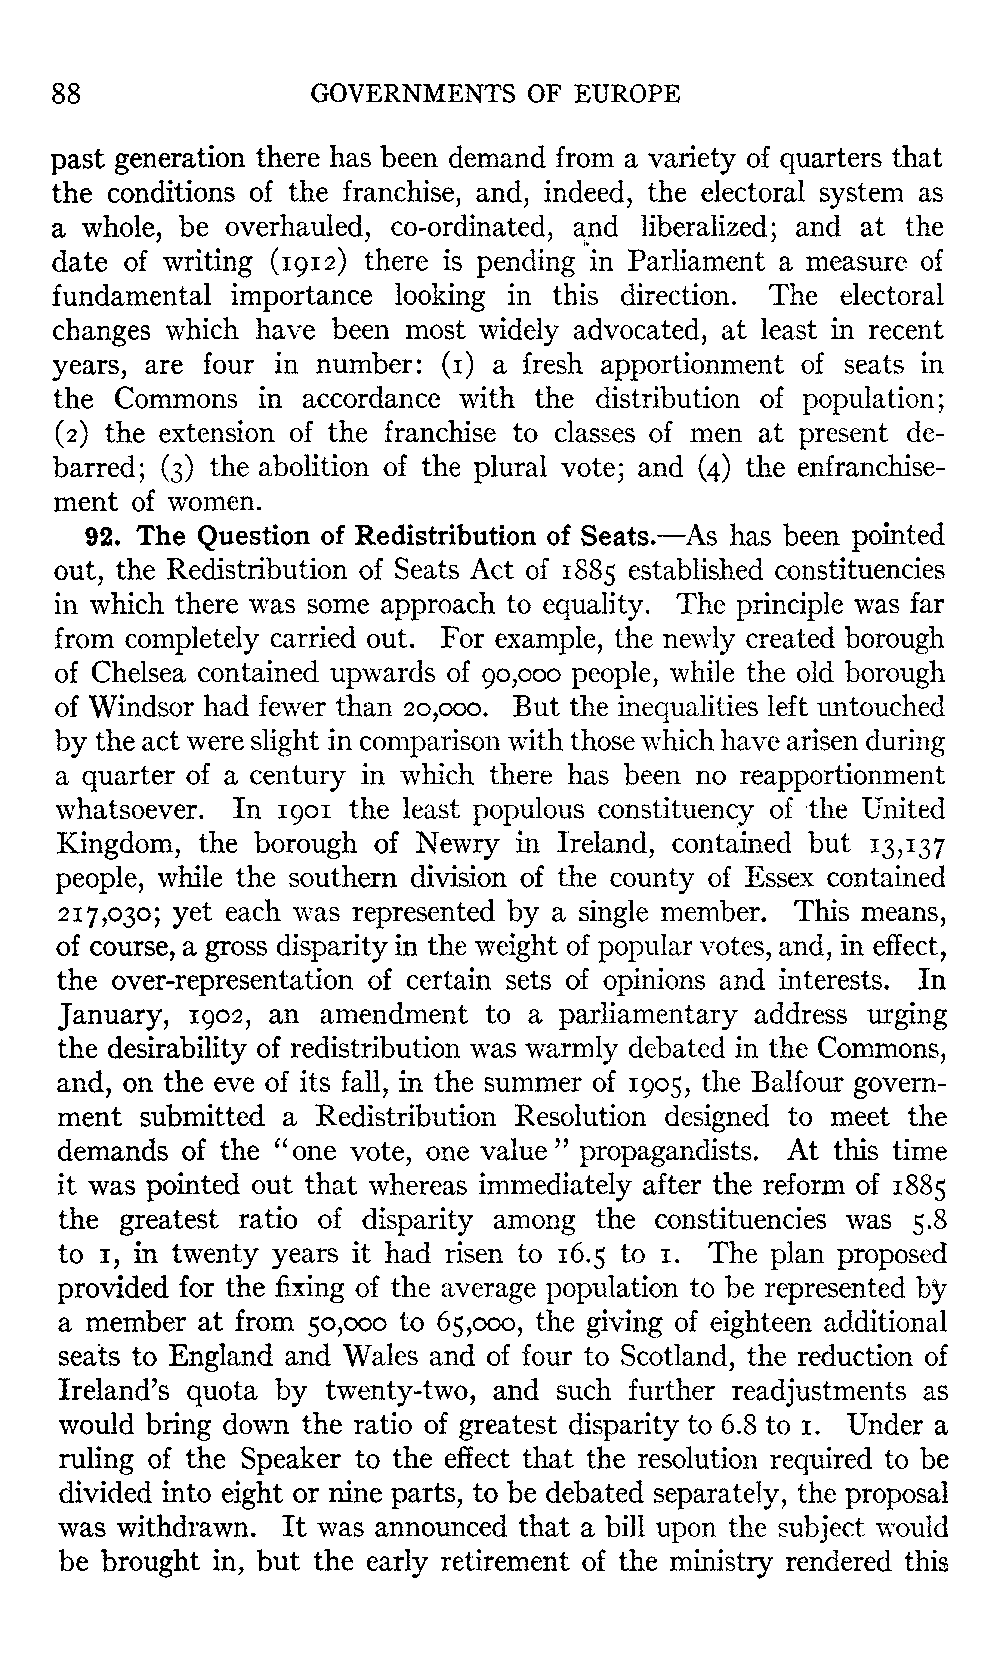 88 GOVERNMENTS OF EUROPE
past generation there has been demand from a variety of quarters that
the conditions of the franchise, and, indeed, the electoral system as
a whole, be overhauled, co-ordinated, and liberalized; and at the
date of writing (1912) there is pending in Parliament a measure of
fundamental importance looking in this direction. The electoral
changes which have been most widely advocated, at least in recent
years, are four in number: (1) a fresh apportionment of seats in
the Commons in accordance with the distribution of population;
(2) the extension of the franchise to classes of men at present de-
barred; (3) the abolition of the plural vote; and (4) the enfranchise-
ment of women.
92. The Question of Redistribution of Seats.—As has been pointed
out, the Redistribution of Seats Act of 1885 established constituencies
in which there was some approach to equality. The principle was far
from completely carried out. For example, the newly created borough
of Chelsea contained upwards of 90,000 people, while the old borough
of Windsor had fewer than 20,000. But the inequalities left untouched
by the act were slight in comparison with those which have arisen during
a quarter of a century in which there has been no reapportionment
whatsoever. In 1901 the least populous constituency of the United
Kingdom, the borough of Newry in Ireland, contained but 13,137
people, while the southern division of the county of Essex contained
217,030; yet each was represented by a single member. This means,
of course, a gross disparity in the weight of popular votes, and, in effect,
the over-representation of certain sets of opinions and interests. In
January, 1902, an amendment to a parliamentary address urging
the desirability of redistribution was warmly debated in the Commons,
and, on the eve of its fall, in the summer of 1905, the Balfour govern-
ment submitted a Redistribution Resolution designed to meet the
demands of the "one vote, one value" propagandists. At this time
it was pointed out that whereas immediately after the reform of 1885
the greatest ratio of disparity among the constituencies was 5.8
to 1, in twenty years it had risen to 16.5 to 1. The plan proposed
provided for the fixing of the average population to be represented by
a member at from 50,000 to 65,000, the giving of eighteen additional
seats to England and Wales and of four to Scotland, the reduction of
Ireland's quota by twenty-two, and such further readjustments as
would bring down the ratio of greatest disparity to 6.8 to 1. Under a
ruling of the Speaker to the effect that the resolution required to be
divided into eight or nine parts, to be debated separately, the proposal
was withdrawn. It was announced that a bill upon the subject would
be brought in, but the early retirement of the ministry rendered this